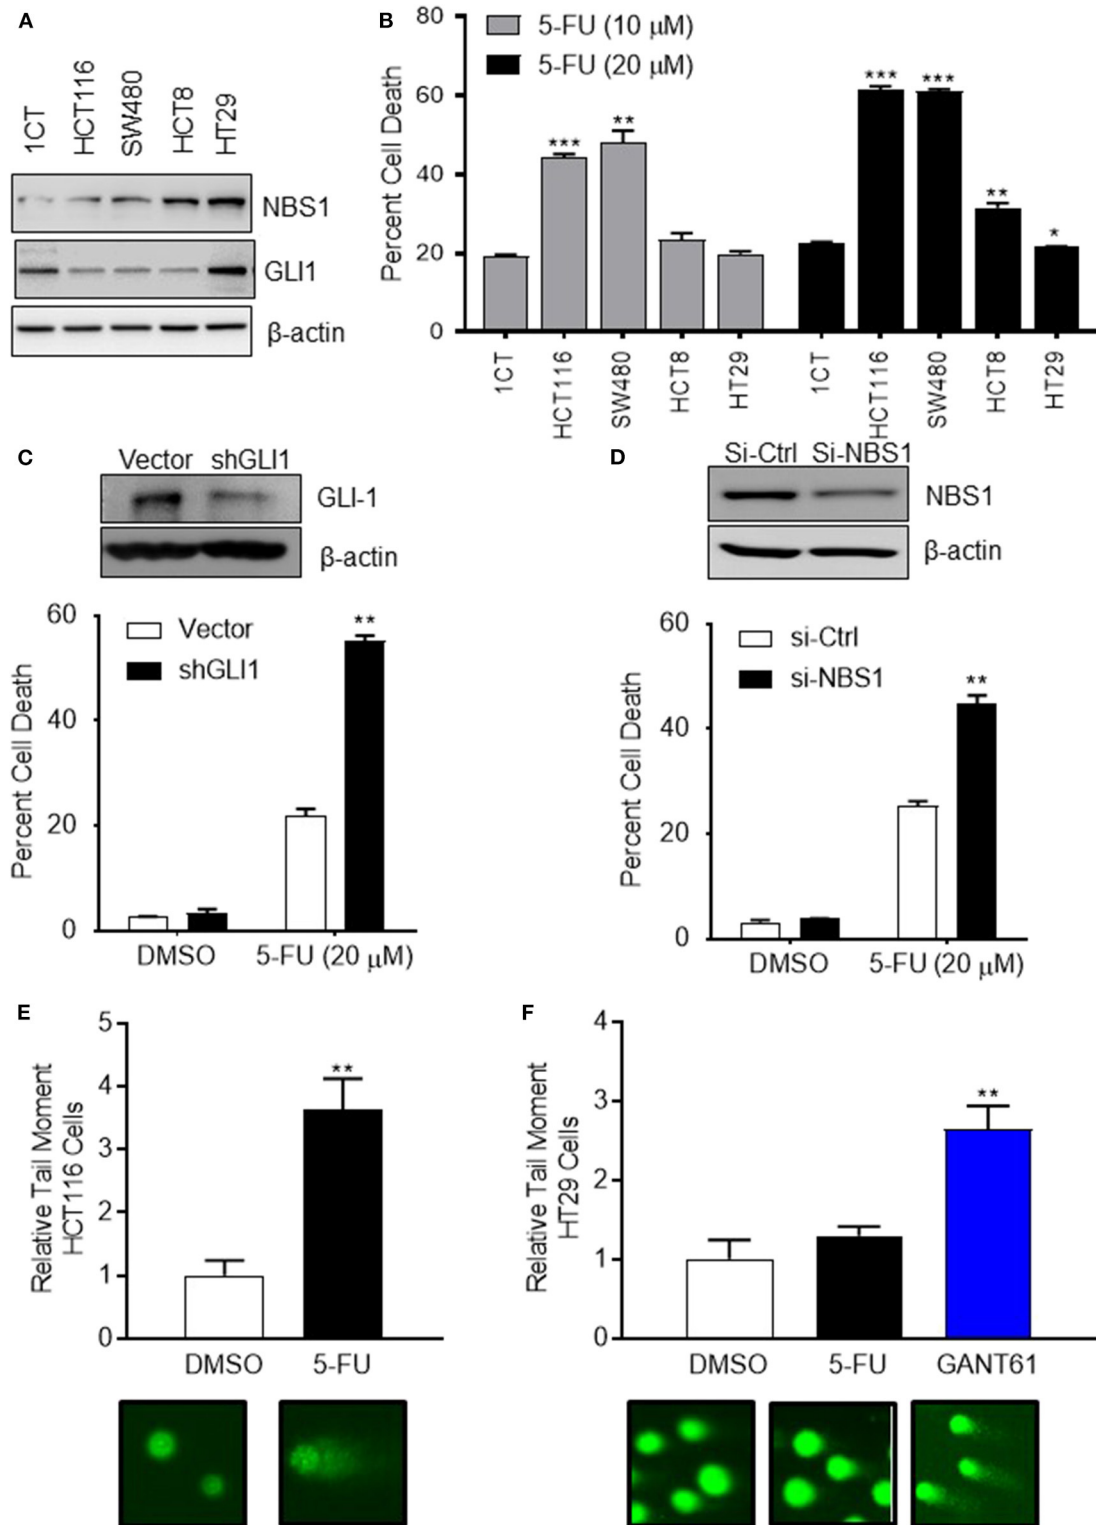 A
1CT
HCT116
SW480
HCT8
HT29
NBS1
GLI1
β-actin
B
80
60
40
20
0
Percent Cell Death
5-FU (10 µM)
5-FU (20 µM)
***
**
***
***
**
*
1CT
HCT116
SW480
HCT8
HT29
1CT
HCT116
SW480
HCT8
HT29
C
Vector shGLI1
GLI-1
β-actin
60
40
20
0
Percent Cell Death
Vector
shGLI1
**
DMSO 5-FU (20 µM)
D
Si-Ctrl Si-NBS1
NBS1
β-actin
60
40
20
0
Percent Cell Death
si-Ctrl
si-NBS1
**
DMSO 5-FU (20 µM)
E
5
4
3
2
1
0
Relative Tail Moment
HCT116 Cells
**
DMSO 5-FU
F
4
3
2
1
0
Relative Tail Moment
HT29 Cells
**
DMSO 5-FU GANT61